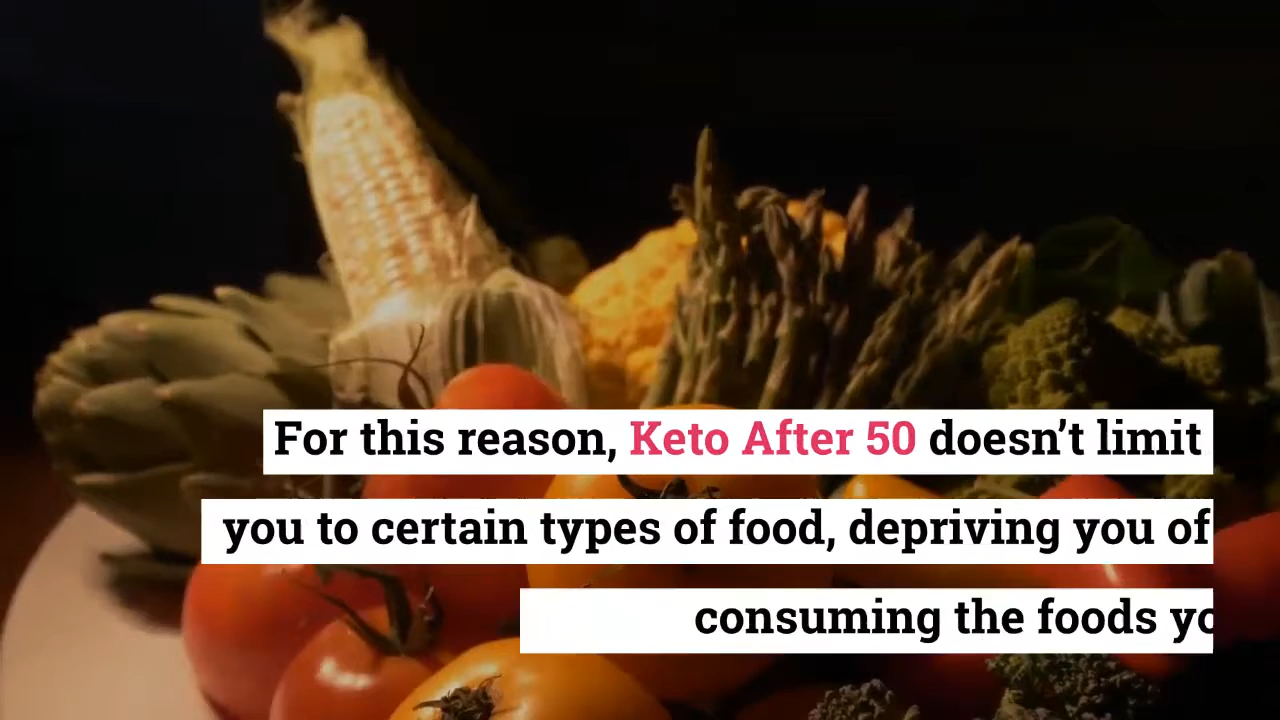 For this reason, Keto After 50 doesn’t limit
you to certain types of food, depriving you of
consuming the foods